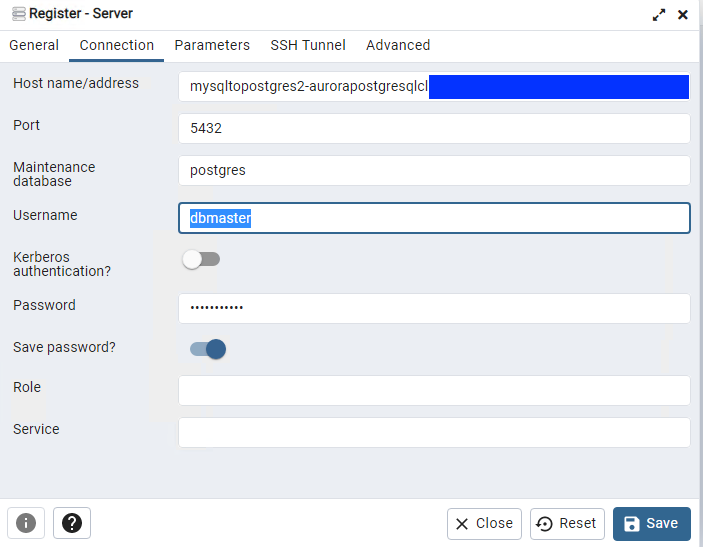 Register - Server
General Connection Parameters SSH Tunnel Advanced
Host name/address mysqltopostgres2-aurorapostgresqlcl
Port 5432
Maintenance
database postgres
Username dbmaster
Kerberos
authentication?
Password •••••••••••
Save password?
Role
Service
Close Reset Save